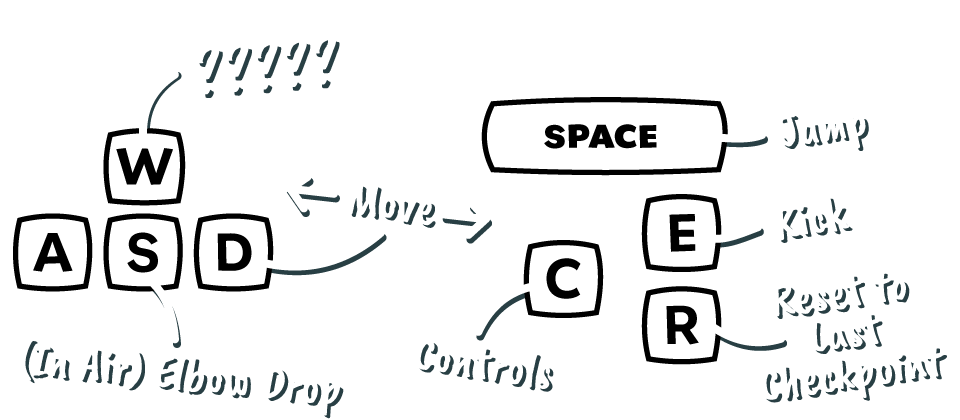 ?????
W
A S D
← Move →
(In Air) Elbow Drop
SPACE
Jump
E
Kick
C
Controls
R
Reset to
Last
Checkpoint